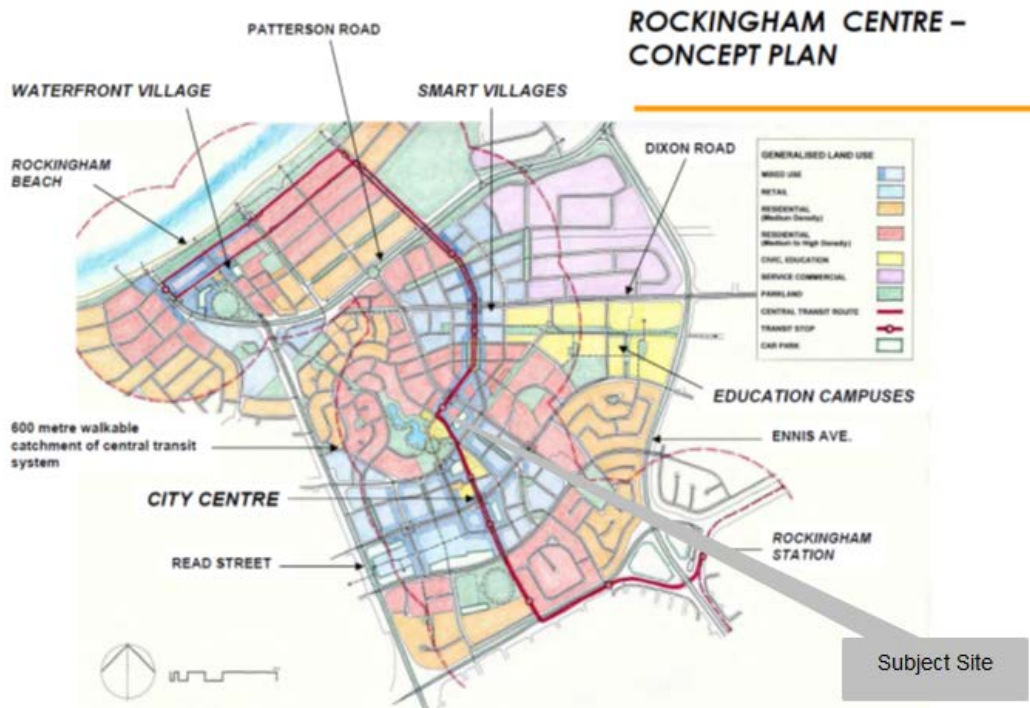 ROCKINGHAM CENTRE –
CONCEPT PLAN
PATTERSON ROAD
WATERFRONT VILLAGE
SMART VILLAGES
ROCKINGHAM
BEACH
DIXON ROAD
GENERALISED LAND USE
MIXED USE
RETAIL
RESIDENTIAL
(Medium Density)
RESIDENTIAL
(Medium to High Density)
CIVIC, EDUCATION
SERVICE COMMERCIAL
PARKLAND
CENTRAL TRANSIT ROUTE
TRANSIT STOP
CAR PARK
EDUCATION CAMPUSES
600 metre walkable
catchment of central transit
system
ENNIS AVE.
CITY CENTRE
READ STREET
ROCKINGHAM
STATION
Subject Site